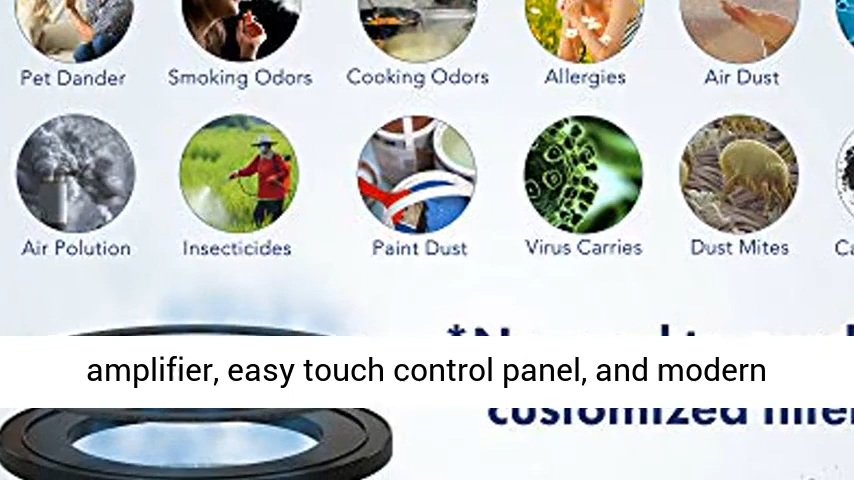 Pet Dander Smoking Odors Cooking Odors Allergies Air Dust
Air Polution Insecticides Paint Dust Virus Carries Dust Mites
amplifier, easy touch control panel, and modern
customized